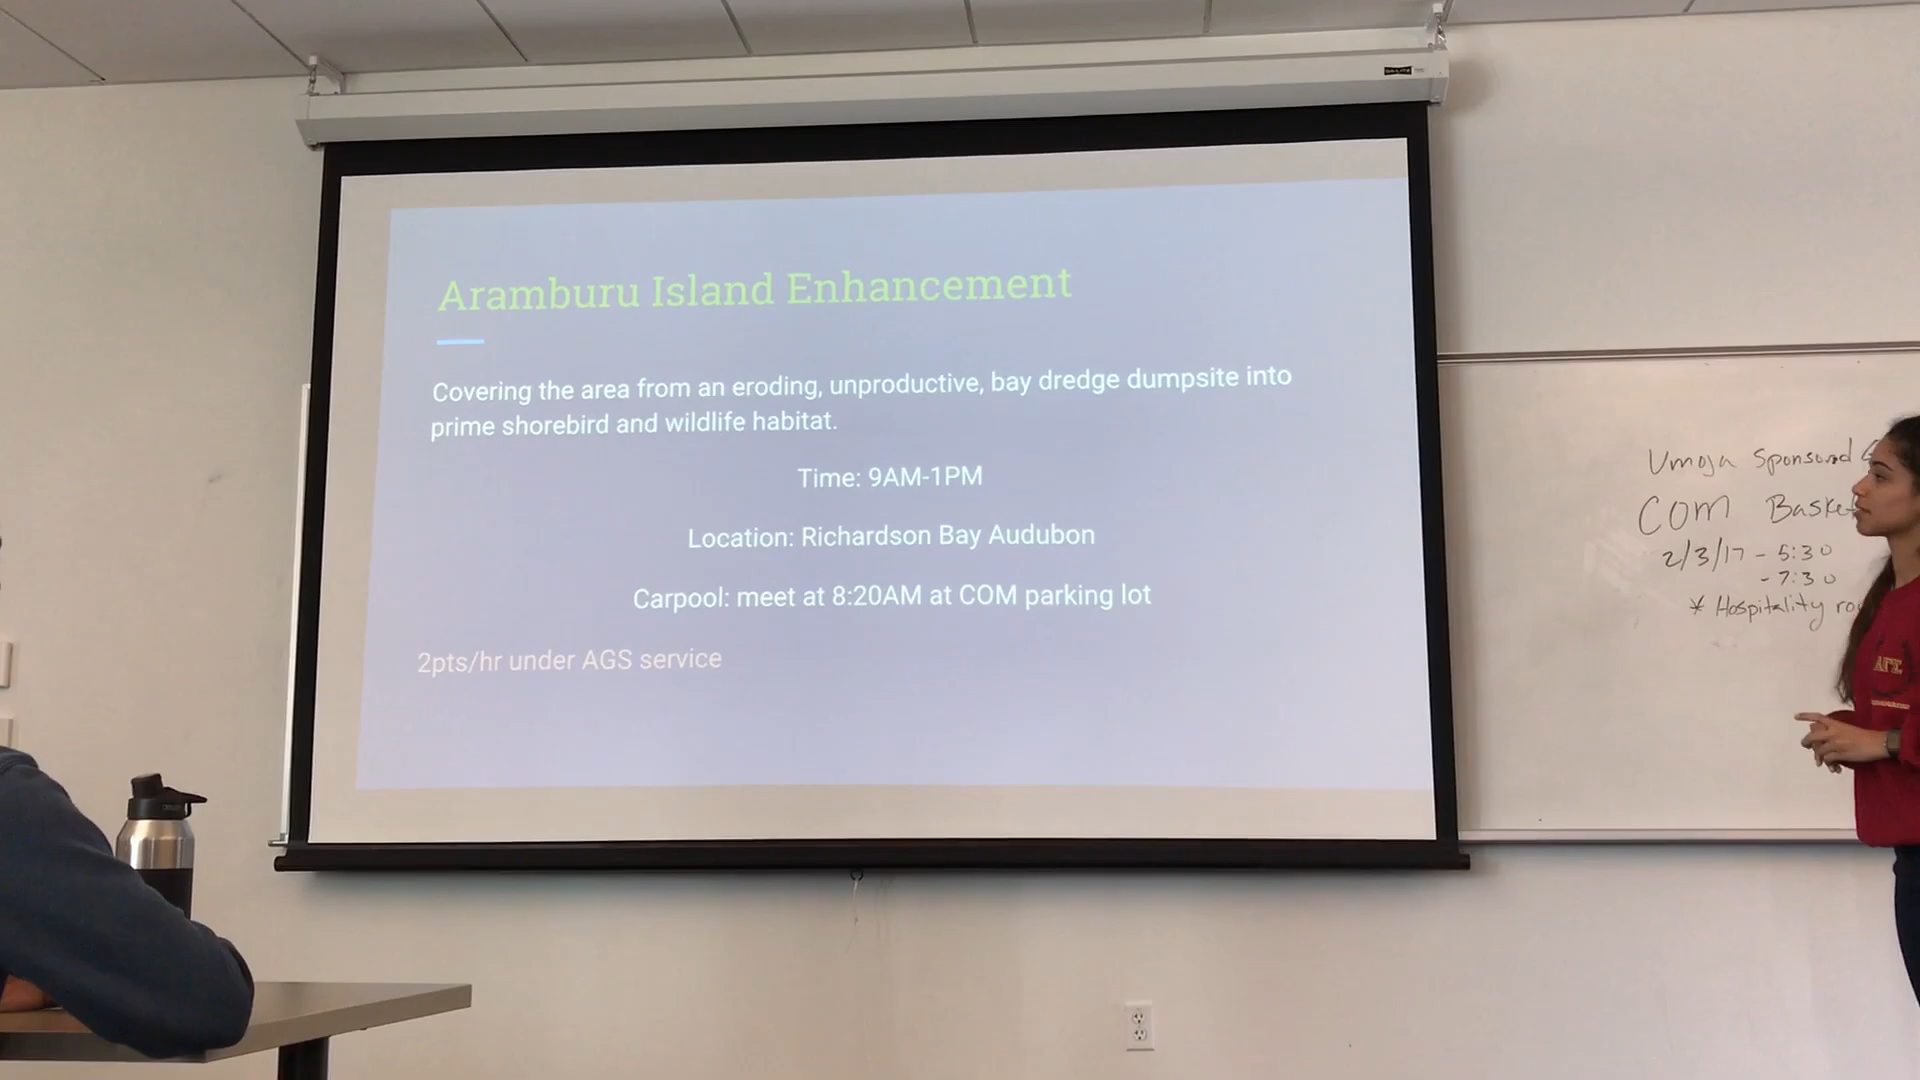 Aramburu Island Enhancement
Covering the area from an eroding, unproductive, bay dredge dumpsite into
prime shorebird and wildlife habitat.
Time: 9AM-1PM
Location: Richardson Bay Audubon
Carpool: meet at 8:20AM at COM parking lot
2pts/hr under AGS service
Umoja Sponsored
COM Basket
2/3/17 - 5:30
- 7:30
* Hospitality